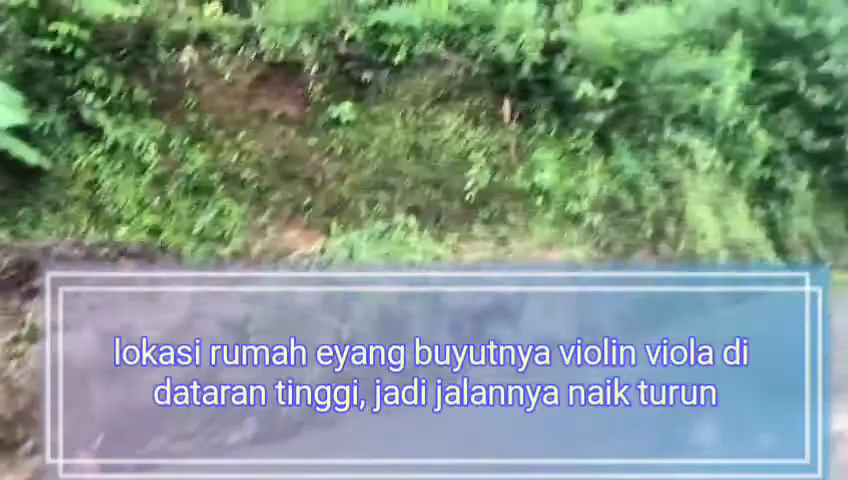 lokasi rumah eyang buyutnya violin viola di
dataran tinggi, jadi jalannya naik turun